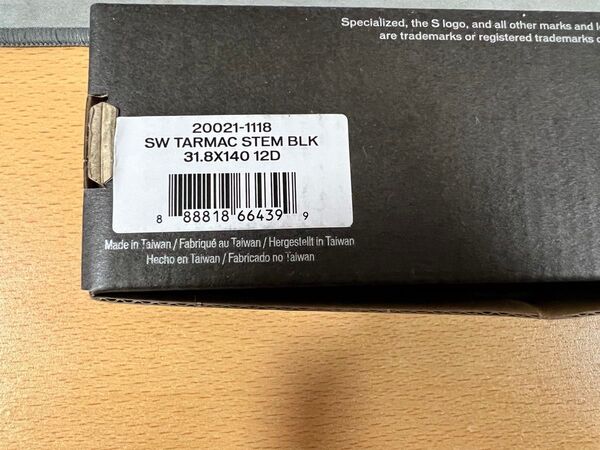 Specialized, the S logo, and all other marks and
are trademarks or registered trademarks
20021-1118
SW TARMAC STEM BLK
31.8X140 12D
8 88818 66439 9
Made in Taiwan / Fabriqué au Taiwan / Hergestellt in Taiwan
Hecho en Taiwan / Fabricado no Taiwan